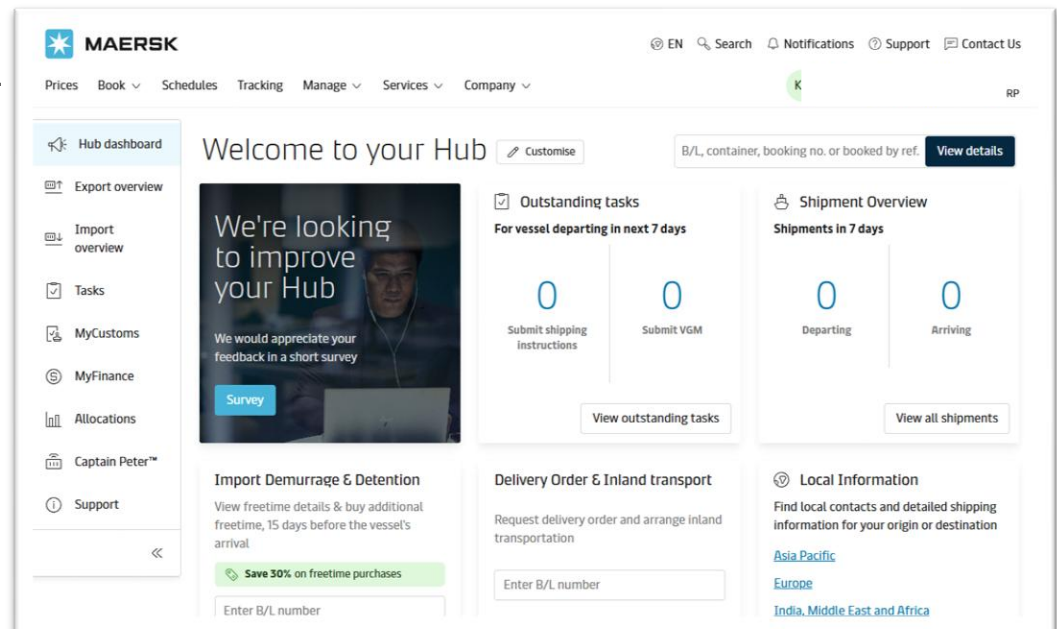 MAERSK
EN Search Notifications Support Contact Us
Prices Book Schedules Tracking Manage Services Company
K
RP
Hub dashboard
Export overview
Import
overview
Tasks
MyCustoms
MyFinance
Allocations
Captain Peter™
Support
Welcome to your Hub
Customise
B/L, container, booking no. or booked by ref.
View details
We're looking
to improve
your Hub
We would appreciate your
feedback in a short survey
Survey
Outstanding tasks
For vessel departing in next 7 days
0 0
Submit shipping
instructions
Submit VGM
View outstanding tasks
Shipment Overview
Shipments in 7 days
0 0
Departing Arriving
View all shipments
Import Demurrage & Detention
View freetime details & buy additional
freetime, 15 days before the vessel's
arrival
Save 30% on freetime purchases
Enter B/L number
Delivery Order & Inland transport
Request delivery order and arrange inland
transportation
Enter B/L number
Local Information
Find local contacts and detailed shipping
information for your origin or destination
Asia Pacific
Europe
India, Middle East and Africa